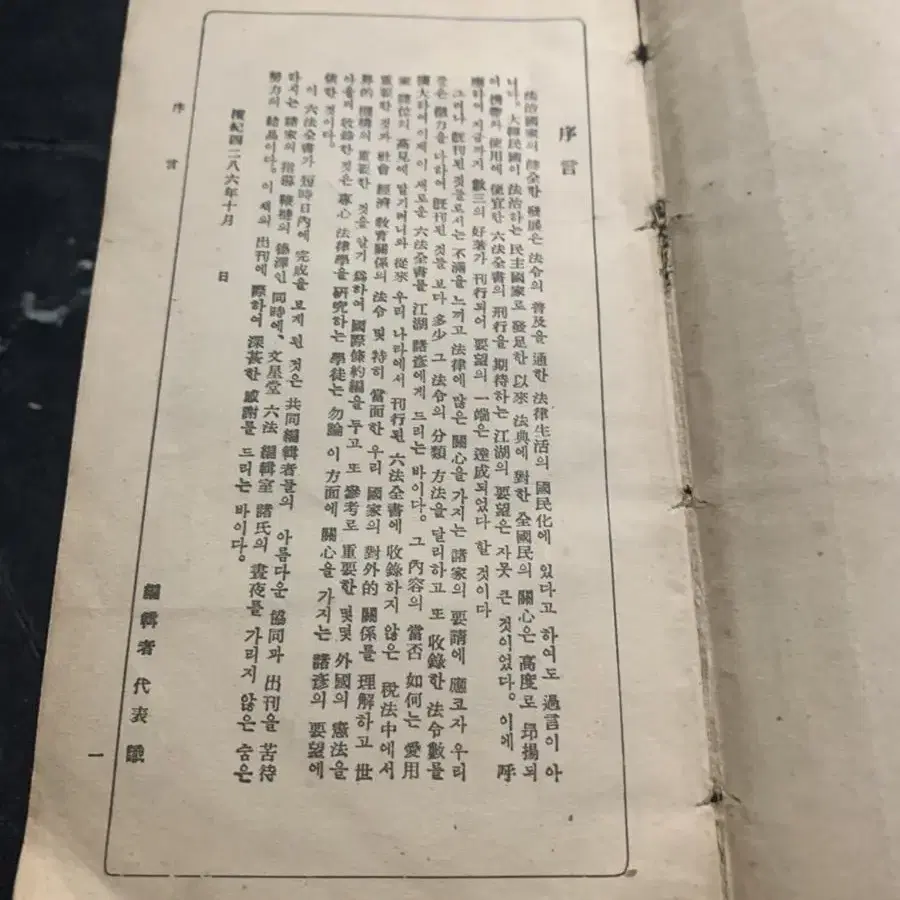 序言
法治國家의 健全한 發展은 法令의 普及을 通한 法律生活의 國民化에 있다고 하여도 過言이 아
니다。大韓民國이 法治하는 民主國家로 發足한 以來 法典에 對한 全國民의 關心은 高度로 昂揚되
어 携帶와 使用에 便宜한 六法全書의 刊行을 期待하는 江湖의 要望은 자못 큰 것이었다。이에 呼
應하여 지금까지 數三의 好著가 刊行되어 要望의 一端은 達成되었다 할 것이다
그러나 旣刊된 것들로서는 不滿을 느끼고 法律에 많은 關心을 가지는 諸家의 要請에 應코자 우리
들은 微力을 다하여 旣刊된 것들 보다 多少 그 法令의 分類 方法을 달리하고 또 收錄한 法令數를
擴大하여 이제 이 새로운 六法全書를 江湖 諸彦에게 드리는 바이다。그 內容의 當否 如何는 愛用
家 諸位의 高見에 맡기려니와 從來 우리 나라에서 刊行된 六法全書에 收錄하지 않은 稅法中에서
重要한 것과 社會 經濟 敎育關係의 法令 및 特히 當面한 우리 國家의 對外的 關係를 理解하고 世
界的 機構의 重要한 것을 알기 爲하여 國際條約編을 두고 또 參考로 重要한 몇몇 外國의 憲法을
아울러 收錄한 것은 專心 法律學을 硏究하는 學徒는 勿論 이 方面에 關心을 가지는 諸彦의 要望에
依한 것이다。
이 六法全書가 短時日內에 完成을 보게 된 것은 共同編輯者들의 아름다운 協同과 出刊을 苦待
하시는 諸家의 指導 鞭撻의 德澤인 同時에、文星堂 六法 編輯室 諸氏의 晝夜를 가리지 않은 숨은
努力의 結晶이다。이 책의 出刊에 際하여 深甚한 感謝를 드리는 바이다。
檀紀四二八六年十月 日
編輯者 代表 識
序言
一